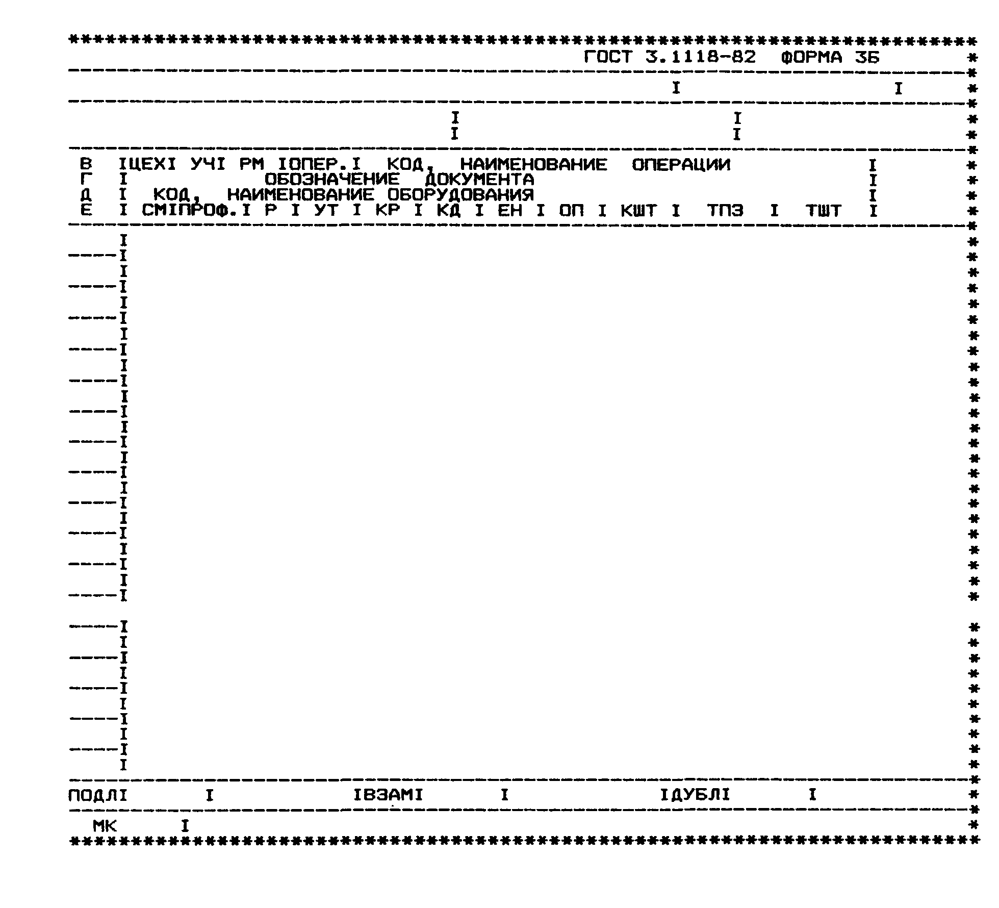 ГОСТ 3.1118-82 ФОРМА 3Б
I I
I I
I I
В IЦЕХI УЧI РМ IОПЕР.I КОД, НАИМЕНОВАНИЕ ОПЕРАЦИИ I
Г I ОБОЗНАЧЕНИЕ ДОКУМЕНТА I
Д I КОД, НАИМЕНОВАНИЕ ОБОРУДОВАНИЯ I
Е I СМIПРОФ.I Р I УТ I КР I КД I ЕН I ОП I КШТ I ТПЗ I ТШТ I
ПОДЛI I IВЗАМI I IДУБЛI I
МК I